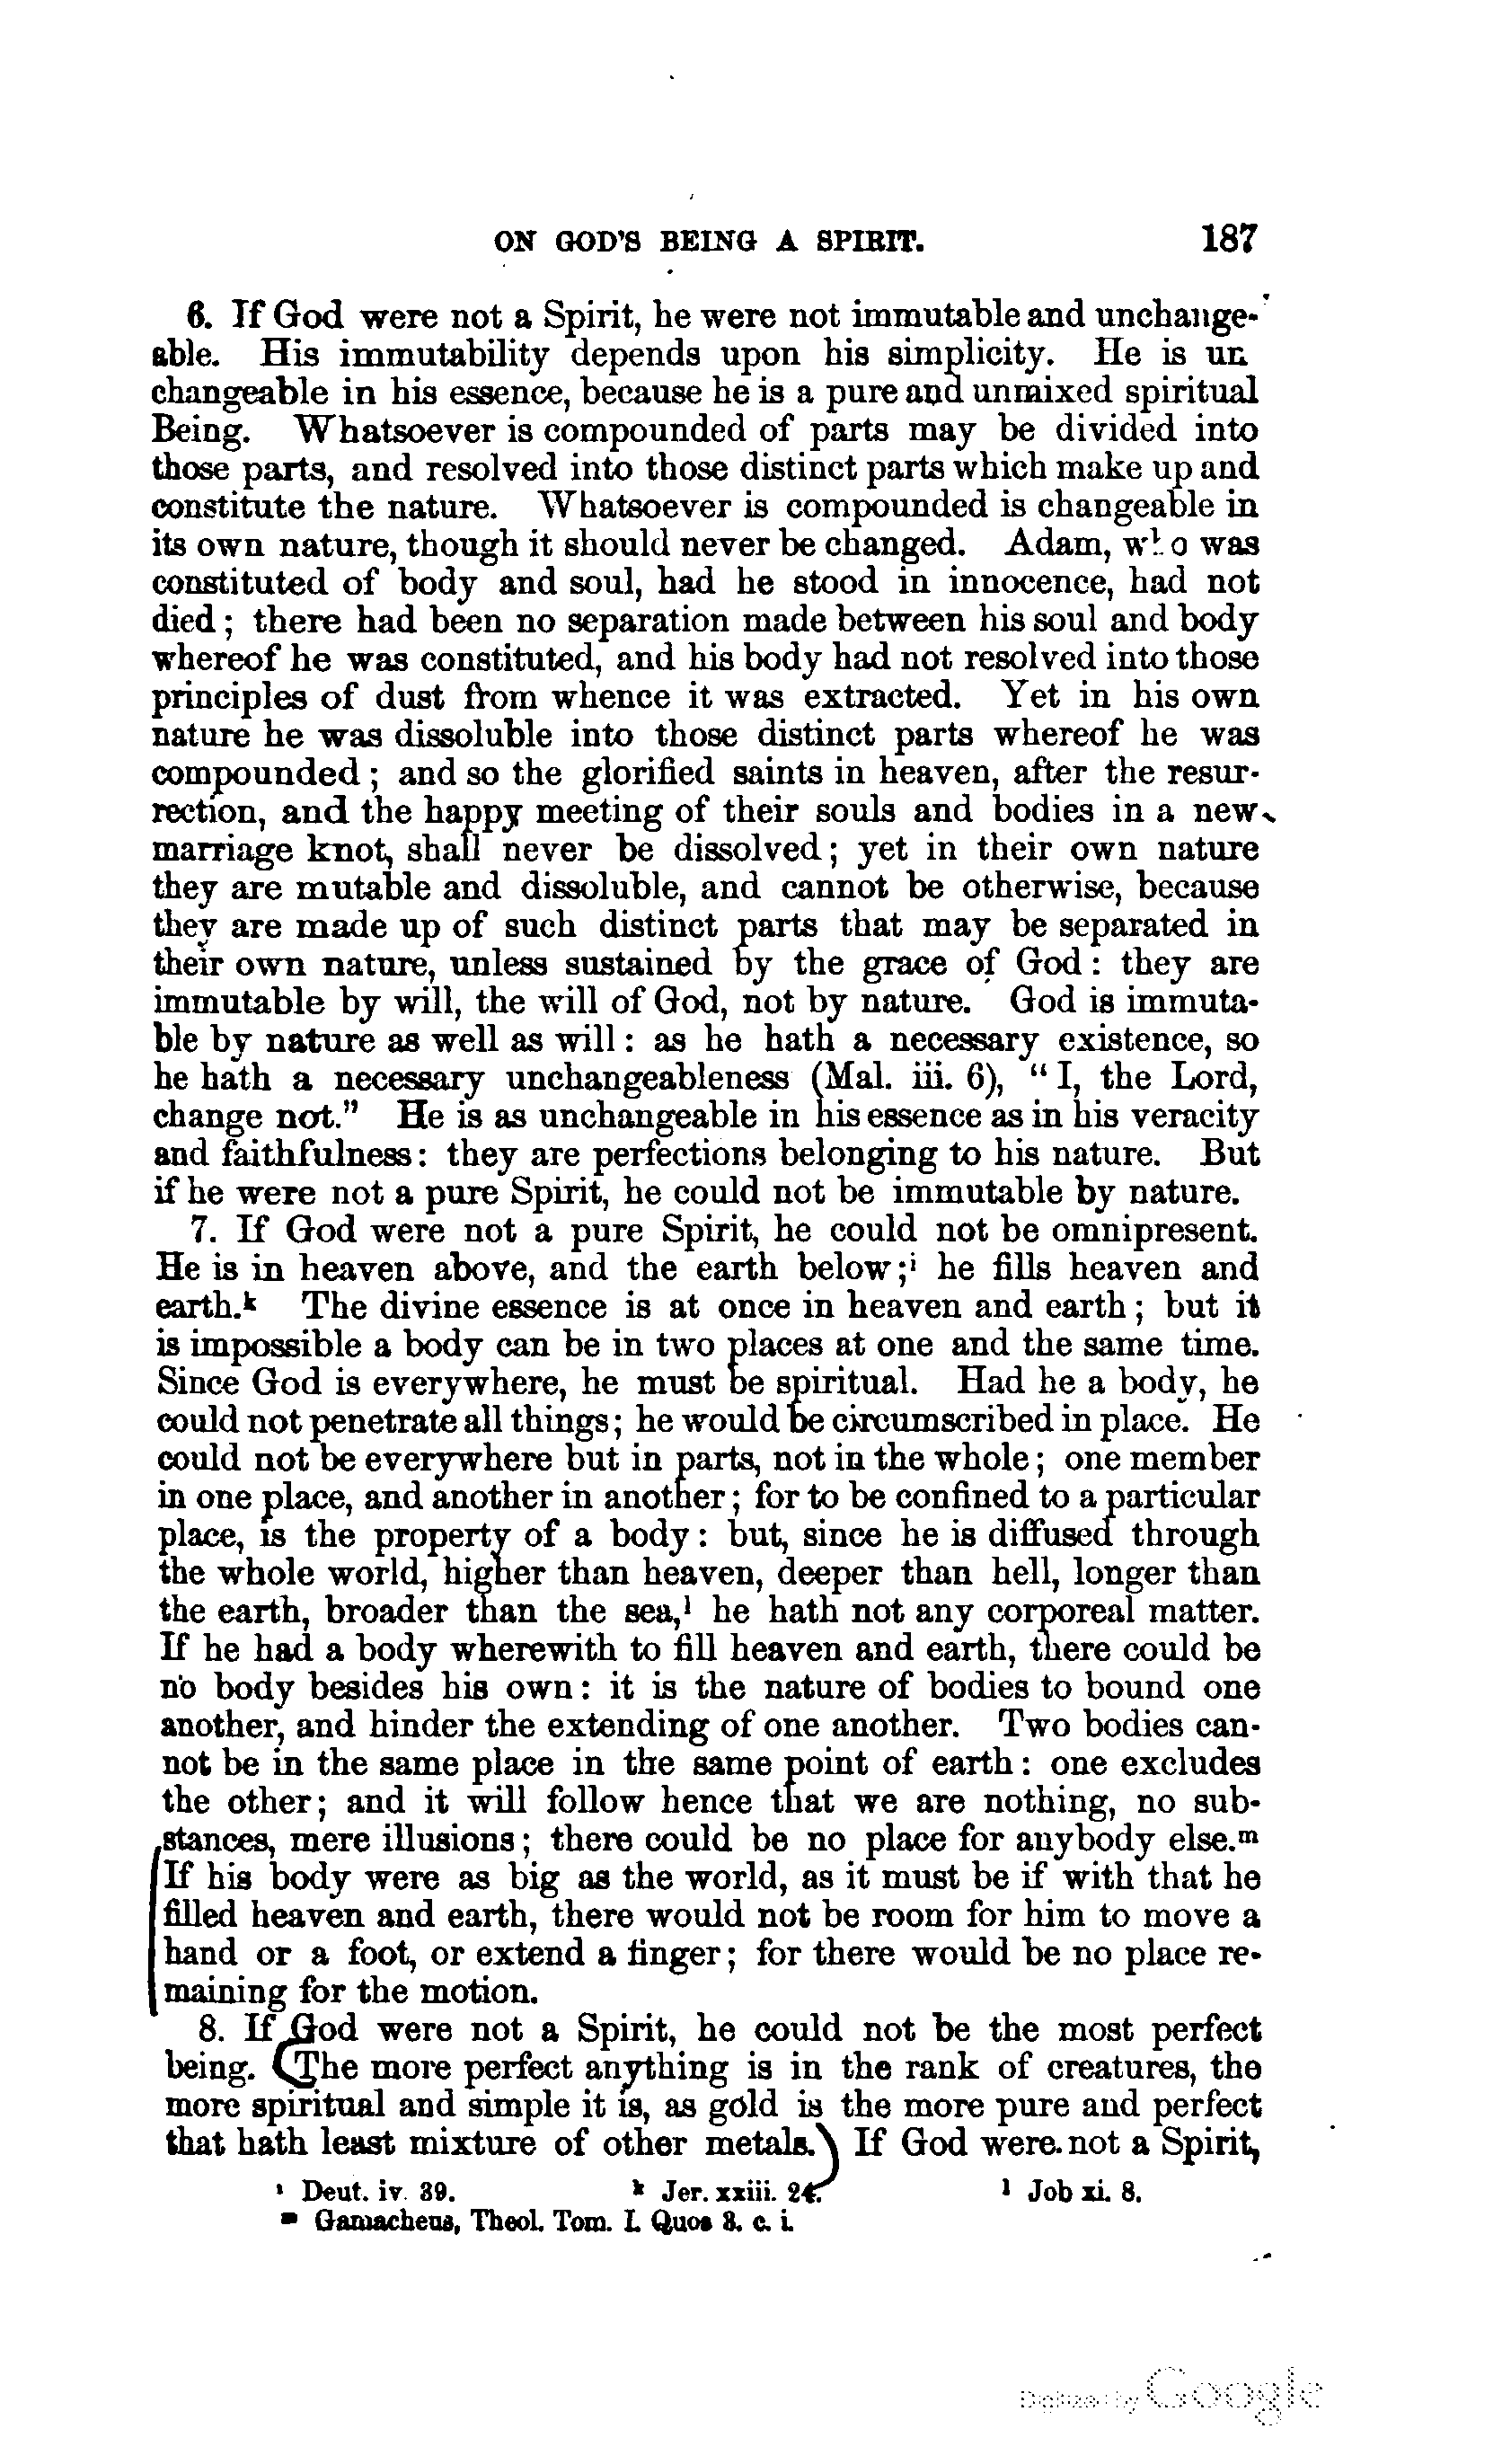 ON GOD'S BEING A SPIRIT. 187
6. If God were not a Spirit, he were not immutable and unchange-
able. His immutability depends upon his simplicity. He is un
changeable in his essence, because he is a pure and unmixed spiritual
Being. Whatsoever is compounded of parts may be divided into
those parts, and resolved into those distinct parts which make up and
constitute the nature. Whatsoever is compounded is changeable in
its own nature, though it should never be changed. Adam, who was
constituted of body and soul, had he stood in innocence, had not
died; there had been no separation made between his soul and body
whereof he was constituted, and his body had not resolved into those
principles of dust from whence it was extracted. Yet in his own
nature he was dissoluble into those distinct parts whereof he was
compounded; and so the glorified saints in heaven, after the resur-
rection, and the happy meeting of their souls and bodies in a new
marriage knot, shall never be dissolved; yet in their own nature
they are mutable and dissoluble, and cannot be otherwise, because
they are made up of such distinct parts that may be separated in
their own nature, unless sustained by the grace of God: they are
immutable by will, the will of God, not by nature. God is immuta-
ble by nature as well as will: as he hath a necessary existence, so
he hath a necessary unchangeableness (Mal. iii. 6), "I, the Lord,
change not." He is as unchangeable in his essence as in his veracity
and faithfulness: they are perfections belonging to his nature. But
if he were not a pure Spirit, he could not be immutable by nature.
7. If God were not a pure Spirit, he could not be omnipresent.
He is in heaven above, and the earth below;i he fills heaven and
earth.k The divine essence is at once in heaven and earth; but it
is impossible a body can be in two places at one and the same time.
Since God is everywhere, he must be spiritual. Had he a body, he
could not penetrate all things; he would be circumscribed in place. He
could not be everywhere but in parts, not in the whole; one member
in one place, and another in another; for to be confined to a particular
place, is the property of a body: but, since he is diffused through
the whole world, higher than heaven, deeper than hell, longer than
the earth, broader than the sea,l he hath not any corporeal matter.
If he had a body wherewith to fill heaven and earth, there could be
no body besides his own: it is the nature of bodies to bound one
another, and hinder the extending of one another. Two bodies can-
not be in the same place in the same point of earth: one excludes
the other; and it will follow hence that we are nothing, no sub-
stances, mere illusions; there could be no place for anybody else.m
If his body were as big as the world, as it must be if with that he
filled heaven and earth, there would not be room for him to move a
hand or a foot, or extend a finger; for there would be no place re-
maining for the motion.
8. If God were not a Spirit, he could not be the most perfect
being. The more perfect anything is in the rank of creatures, the
more spiritual and simple it is, as gold is the more pure and perfect
that hath least mixture of other metals. If God were not a Spirit,
i Deut. iv. 39. k Jer. xxiii. 24. l Job xi. 8.
m Gamacheus, Theol. Tom. I. Quos 3. c. i.
Digitized by Google